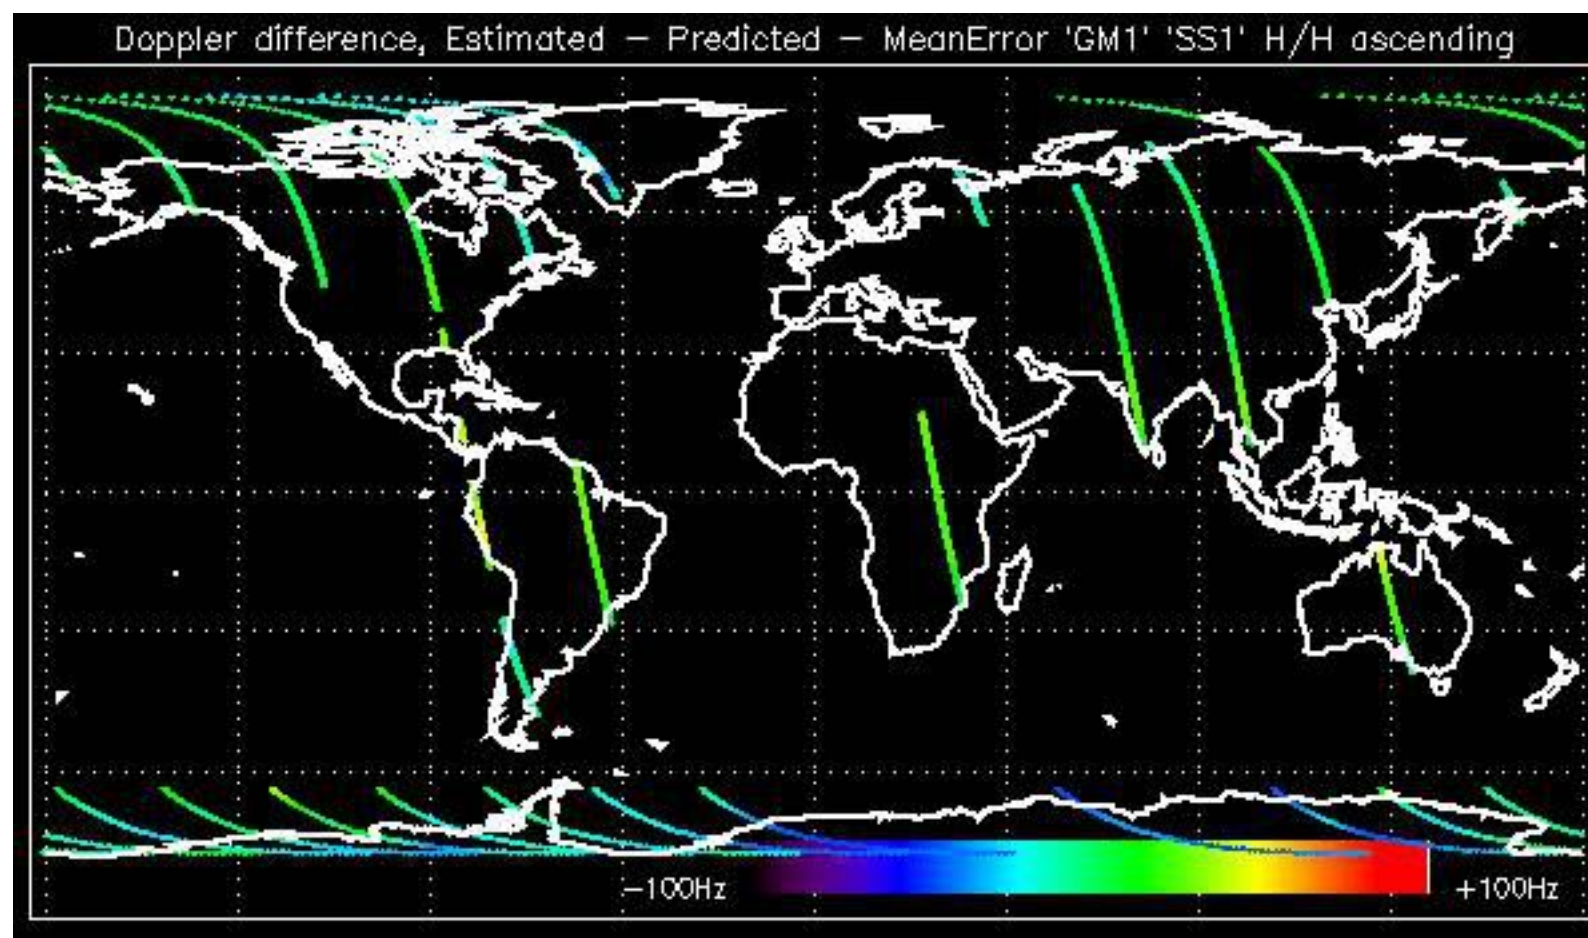 Doppler difference, Estimated — Predicted — MeanError 'GM1' 'SS1' H/H ascending
−100Hz
+100Hz